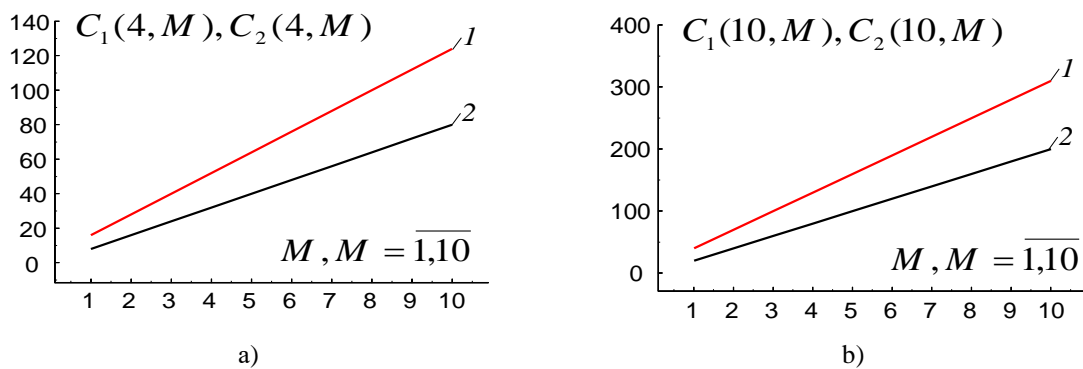 C₁(4, M), C₂(4, M)
140
120
100
80
60
40
20
0
1
2
M, M = \overline{1,10}
1 2 3 4 5 6 7 8 9 10
a)
C₁(10, M), C₂(10, M)
400
300
200
100
0
1
2
M, M = \overline{1,10}
1 2 3 4 5 6 7 8 9 10
b)